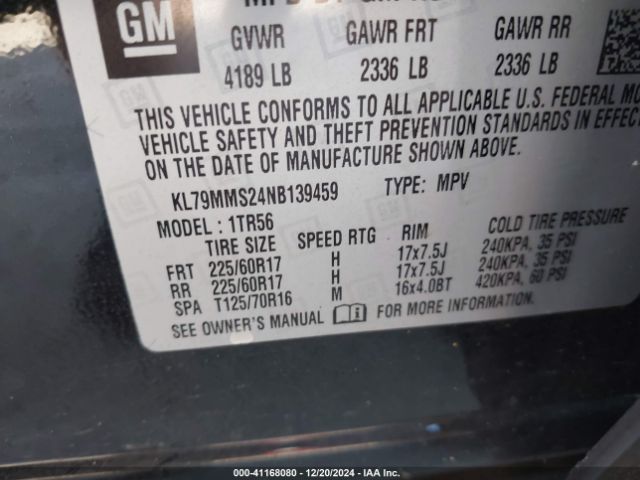 GM
GVWR GAWR FRT GAWR RR
4189 LB 2336 LB 2336 LB
THIS VEHICLE CONFORMS TO ALL APPLICABLE U.S. FEDERAL
VEHICLE SAFETY AND THEFT PREVENTION STANDARDS IN EFFECT
ON THE DATE OF MANUFACTURE SHOWN ABOVE.
KL79MMS24NB139459 TYPE: MPV
MODEL: 1TR56
TIRE SIZE SPEED RTG RIM COLD TIRE PRESSURE
FRT 225/60R17 H 17x7.5J 240KPA, 35 PSI
RR 225/60R17 H 17x7.5J 240KPA, 35 PSI
SPA T125/70R16 M 16x4.0BT 420KPA, 60 PSI
SEE OWNER'S MANUAL FOR MORE INFORMATION
000-41168080 | 12/20/2024 - IAA Inc.